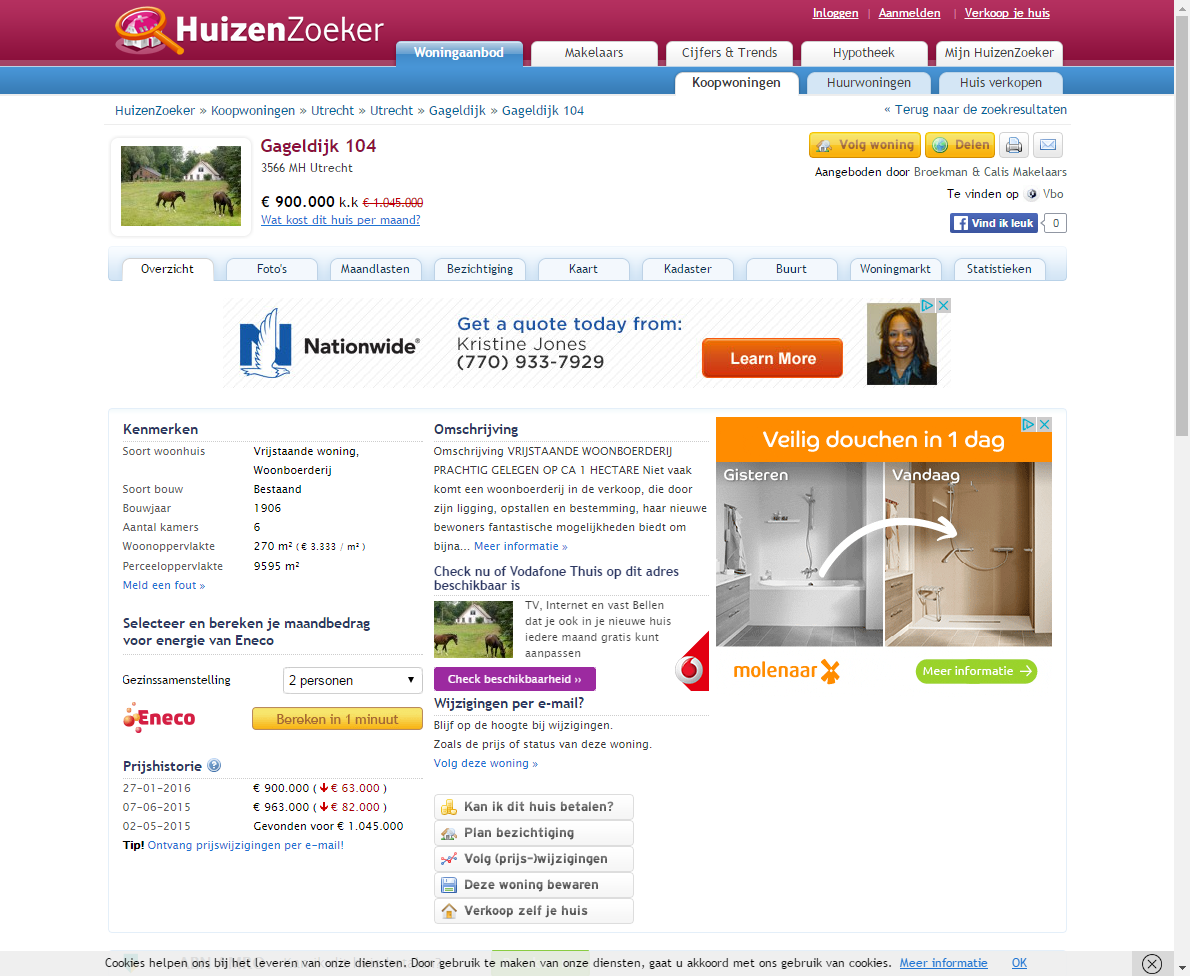 HuizenZoeker
Inloggen | Aanmelden | Verkoop je huis
Woningaanbod Makelaars Cijfers & Trends Hypotheek Mijn HuizenZoeker
Koopwoningen Huurwoningen Huis verkopen
HuizenZoeker » Koopwoningen » Utrecht » Utrecht » Gageldijk » Gageldijk 104
« Terug naar de zoekresultaten
Gageldijk 104
3566 MH Utrecht
€ 900.000 k.k € 1.045.000
Wat kost dit huis per maand?
Volg woning Delen
Aangeboden door Broekman & Calis Makelaars
Te vinden op Vbo
Vind ik leuk 0
Overzicht Foto's Maandlasten Bezichtiging Kaart Kadaster Buurt Woningmarkt Statistieken
Nationwide®
Get a quote today from:
Kristine Jones
(770) 933-7929
Learn More
Kenmerken
Soort woonhuis Vrijstaande woning,
Woonboerderij
Soort bouw Bestaand
Bouwjaar 1906
Aantal kamers 6
Woonoppervlakte 270 m² ( € 3.333 / m² )
Perceeloppervlakte 9595 m²
Meld een fout »
Selecteer en bereken je maandbedrag
voor energie van Eneco
Gezinssamenstelling 2 personen
Eneco Bereken in 1 minuut
Prijshistorie ?
27-01-2016 € 900.000 ( € 63.000 )
07-06-2015 € 963.000 ( € 82.000 )
02-05-2015 Gevonden voor € 1.045.000
Tip! Ontvang prijswijzigingen per e-mail!
Omschrijving
Omschrijving VRIJSTAANDE WOONBOERDERIJ
PRACHTIG GELEGEN OP CA 1 HECTARE Niet vaak
komt een woonboerderij in de verkoop, die door
zijn ligging, opstallen en bestemming, haar nieuwe
bewoners fantastische mogelijkheden biedt om
bijna... Meer informatie »
Check nu of Vodafone Thuis op dit adres
beschikbaar is
TV, Internet en vast Bellen
dat je ook in je nieuwe huis
iedere maand gratis kunt
aanpassen
Check beschikbaarheid ››
Wijzigingen per e-mail?
Blijf op de hoogte bij wijzigingen.
Zoals de prijs of status van deze woning.
Volg deze woning »
Kan ik dit huis betalen?
Plan bezichtiging
Volg (prijs-)wijzigingen
Deze woning bewaren
Verkoop zelf je huis
Veilig douchen in 1 dag
Gisteren Vandaag
molenaar Meer informatie
Cookies helpen ons bij het leveren van onze diensten. Door gebruik te maken van onze diensten, gaat u akkoord met ons gebruik van cookies. Meer informatie OK